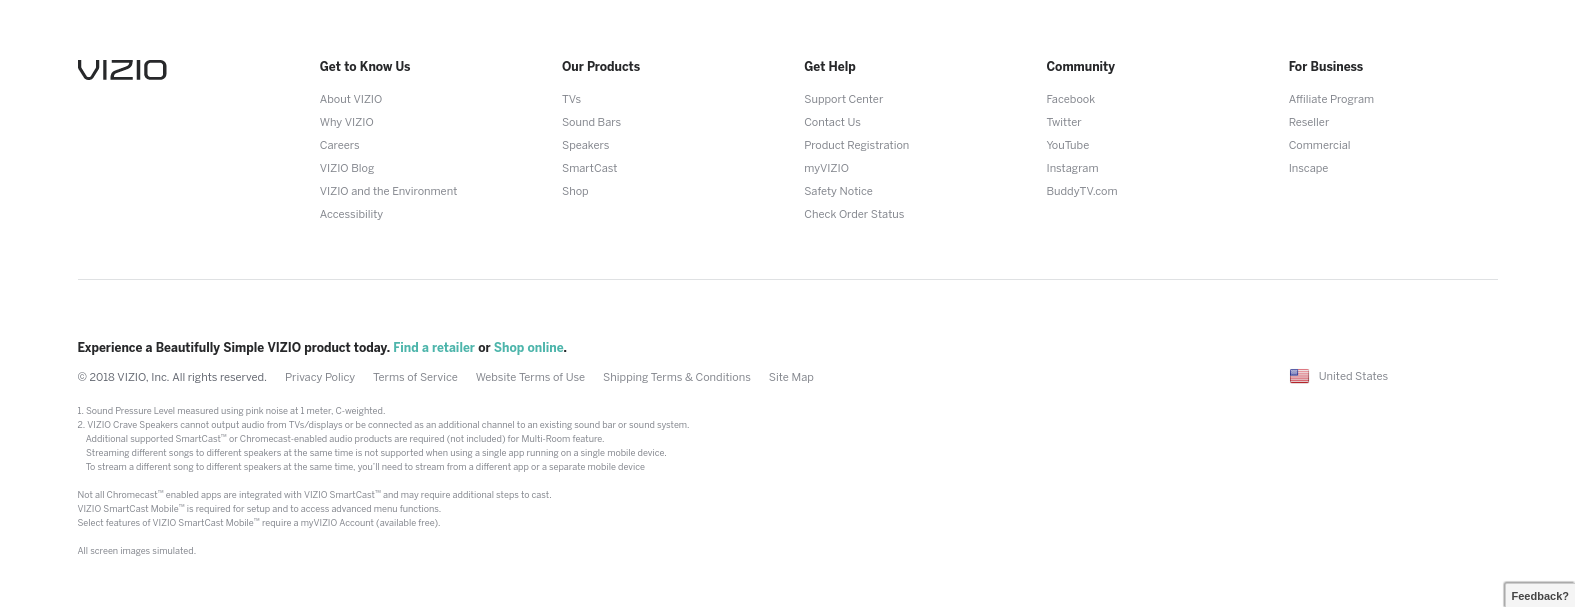 VIZIO
Get to Know Us
About VIZIO
Why VIZIO
Careers
VIZIO Blog
VIZIO and the Environment
Accessibility
Our Products
TVs
Sound Bars
Speakers
SmartCast
Shop
Get Help
Support Center
Contact Us
Product Registration
myVIZIO
Safety Notice
Check Order Status
Community
Facebook
Twitter
YouTube
Instagram
BuddyTV.com
For Business
Affiliate Program
Reseller
Commercial
Inscape
Experience a Beautifully Simple VIZIO product today. Find a retailer or Shop online.
© 2018 VIZIO, Inc. All rights reserved. Privacy Policy Terms of Service Website Terms of Use Shipping Terms & Conditions Site Map
United States
1. Sound Pressure Level measured using pink noise at 1 meter, C-weighted.
2. VIZIO Crave Speakers cannot output audio from TVs/displays or be connected as an additional channel to an existing sound bar or sound system.
Additional supported SmartCast™ or Chromecast-enabled audio products are required (not included) for Multi-Room feature.
Streaming different songs to different speakers at the same time is not supported when using a single app running on a single mobile device.
To stream a different song to different speakers at the same time, you'll need to stream from a different app or a separate mobile device
Not all Chromecast™ enabled apps are integrated with VIZIO SmartCast™ and may require additional steps to cast.
VIZIO SmartCast Mobile™ is required for setup and to access advanced menu functions.
Select features of VIZIO SmartCast Mobile™ require a myVIZIO Account (available free).
All screen images simulated.
Feedback?